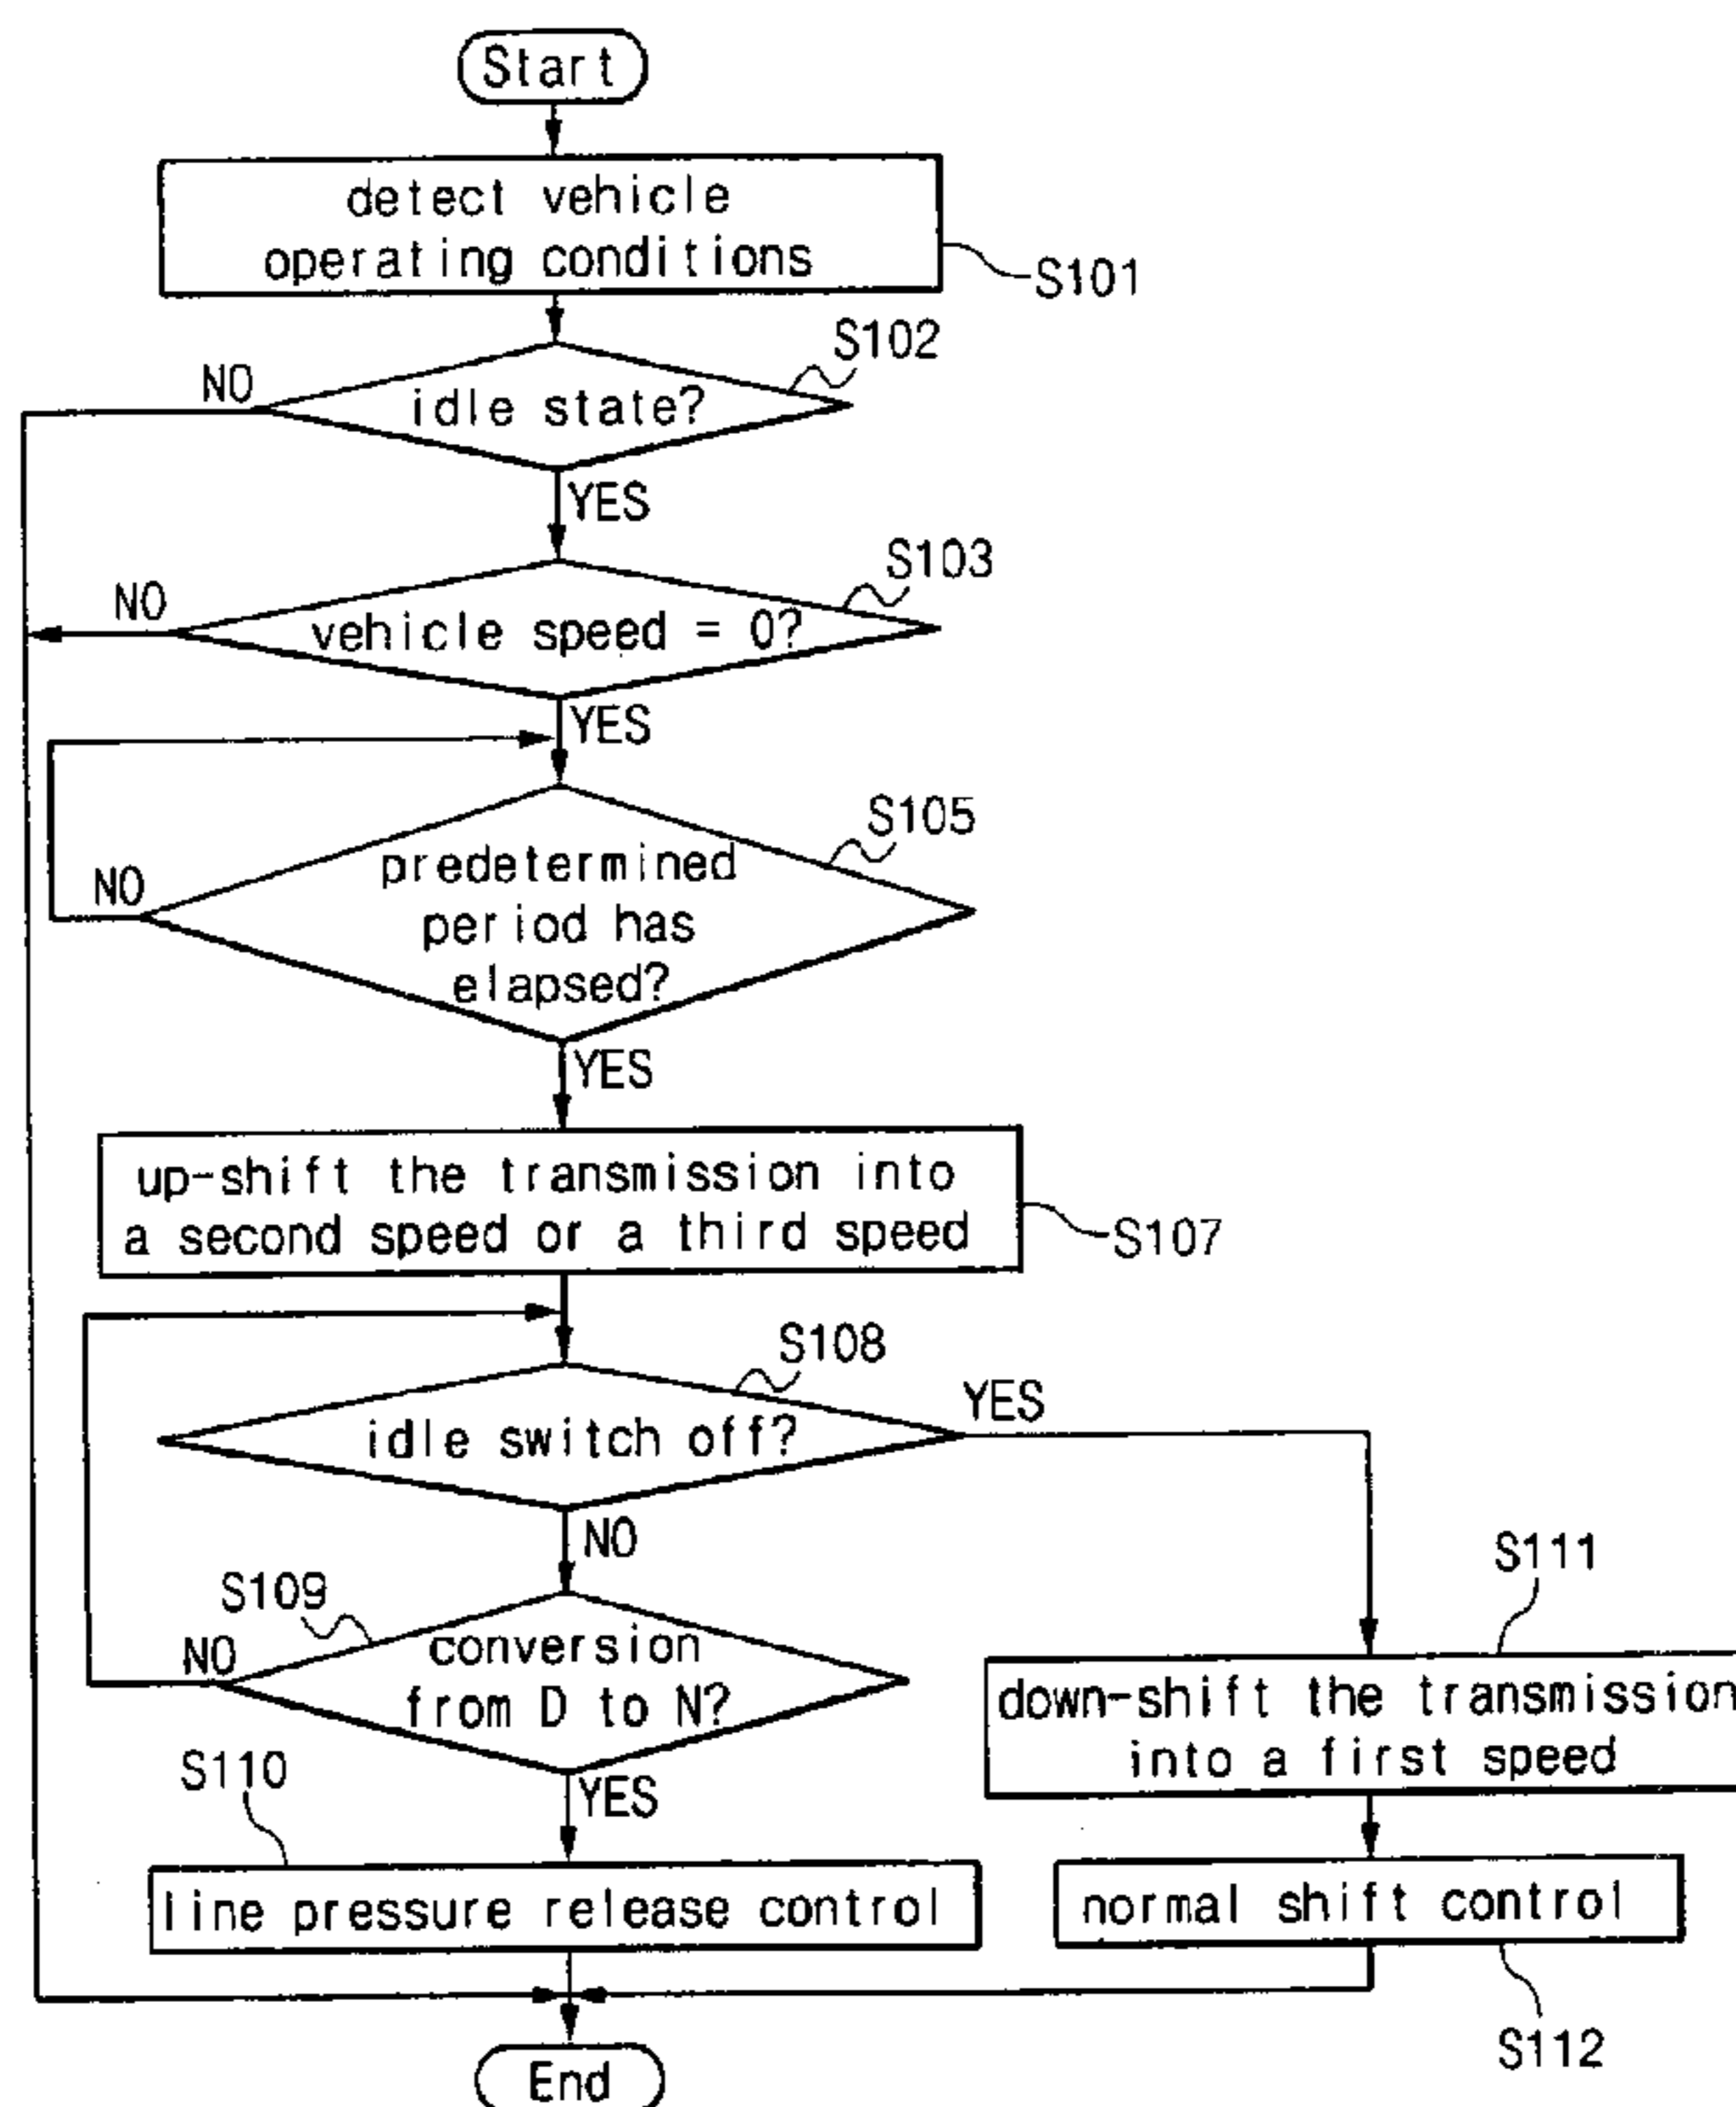 Start
detect vehicle
operating conditions
S101
S102
NO
idle state?
YES
S103
NO
vehicle speed = 0?
YES
S105
NO
predetermined
period has
elapsed?
YES
up-shift the transmission into
a second speed or a third speed
S107
S108
YES
idle switch off?
NO
S109
NO
conversion
from D to N?
S111
down-shift the transmission
into a first speed
S110
YES
line pressure release control
normal shift control
S112
End